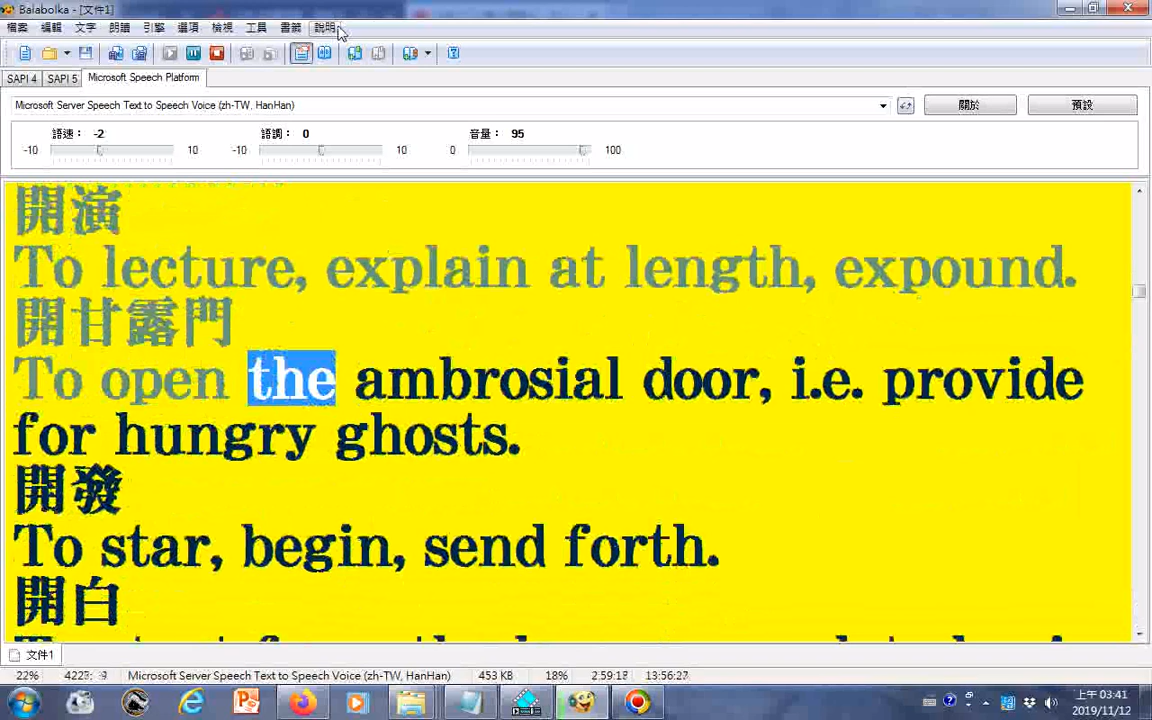 Balabolka - [文件1]
檔案 編輯 文字 朗讀 引擎 選項 檢視 工具 書籤 說明
SAPI 4 SAPI 5 Microsoft Speech Platform
Microsoft Server Speech Text to Speech Voice (zh-TW, HanHan) 關於 預設
語速： -2 語調： 0 音量： 95
-10 10 -10 10 0 100
開演
To lecture, explain at length, expound.
開甘露門
To open the ambrosial door, i.e. provide
for hungry ghosts.
開發
To star, begin, send forth.
開白
文件1
22% Microsoft Server Speech Text to Speech Voice (zh-TW, HanHan) 453 KB 18% 2:59:13 13:56:27
上午 03:41
2019/11/12